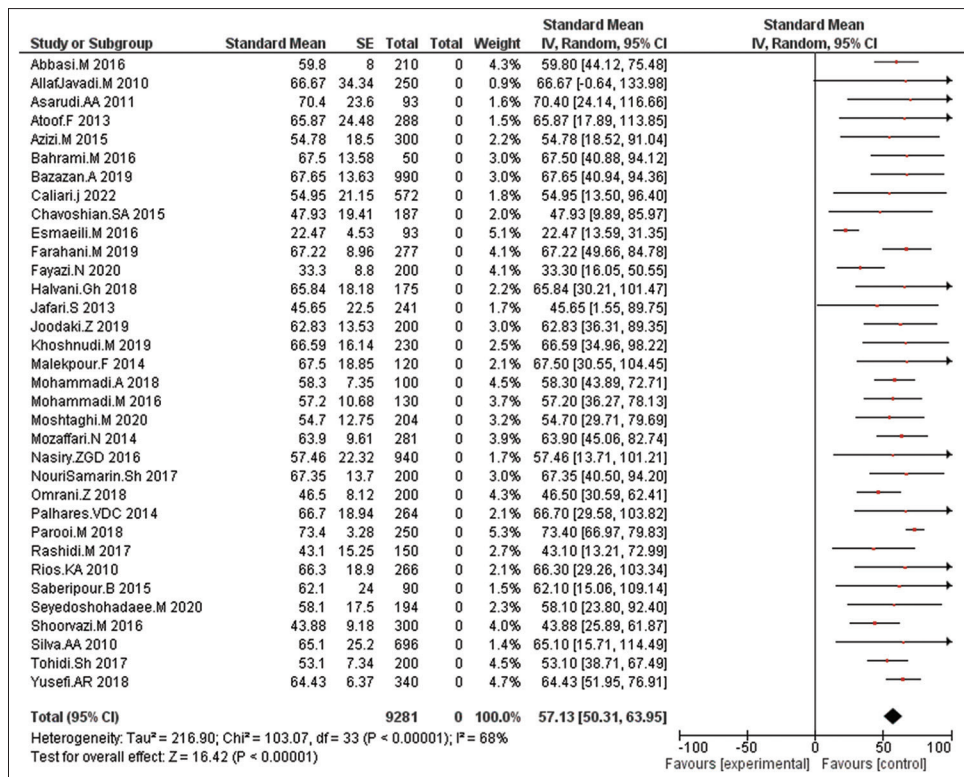 Standard Mean Standard Mean
Study or Subgroup Standard Mean SE Total Total Weight IV, Random, 95% CI IV, Random, 95% CI
Abbasi.M 2016 59.8 8 210 0 4.3% 59.80 [44.12, 75.48]
AllafJavadi.M 2010 66.67 34.34 250 0 0.9% 66.67 [-0.64, 133.98]
Asarudi.AA 2011 70.4 23.6 93 0 1.6% 70.40 [24.14, 116.66]
Atoof.F 2013 65.87 24.48 288 0 1.5% 65.87 [17.89, 113.85]
Azizi.M 2015 54.78 18.5 300 0 2.2% 54.78 [18.52, 91.04]
Bahrami.M 2016 67.5 13.58 50 0 3.0% 67.50 [40.88, 94.12]
Bazazan.A 2019 67.65 13.63 990 0 3.0% 67.65 [40.94, 94.36]
Caliari.j 2022 54.95 21.15 572 0 1.8% 54.95 [13.50, 96.40]
Chavoshian.SA 2015 47.93 19.41 187 0 2.0% 47.93 [9.89, 85.97]
Esmaeili.M 2016 22.47 4.53 93 0 5.1% 22.47 [13.59, 31.35]
Farahani.M 2019 67.22 8.96 277 0 4.1% 67.22 [49.66, 84.78]
Fayazi.N 2020 33.3 8.8 200 0 4.1% 33.30 [16.05, 50.55]
Halvani.Gh 2018 65.84 18.18 175 0 2.2% 65.84 [30.21, 101.47]
Jafari.S 2013 45.65 22.5 241 0 1.7% 45.65 [1.55, 89.75]
Joodaki.Z 2019 62.83 13.53 200 0 3.0% 62.83 [36.31, 89.35]
Khoshnudi.M 2019 66.59 16.14 230 0 2.5% 66.59 [34.96, 98.22]
Malekpour.F 2014 67.5 18.85 120 0 2.1% 67.50 [30.55, 104.45]
Mohammadi.A 2018 58.3 7.35 100 0 4.5% 58.30 [43.89, 72.71]
Mohammadi.M 2016 57.2 10.68 130 0 3.7% 57.20 [36.27, 78.13]
Moshtaghi.M 2020 54.7 12.75 204 0 3.2% 54.70 [29.71, 79.69]
Mozaffari.N 2014 63.9 9.61 281 0 3.9% 63.90 [45.06, 82.74]
Nasiry.ZGD 2016 57.46 22.32 940 0 1.7% 57.46 [13.71, 101.21]
NouriSamarin.Sh 2017 67.35 13.7 200 0 3.0% 67.35 [40.50, 94.20]
Omrani.Z 2018 46.5 8.12 200 0 4.3% 46.50 [30.59, 62.41]
Palhares.VDC 2014 66.7 18.94 264 0 2.1% 66.70 [29.58, 103.82]
Parooi.M 2018 73.4 3.28 250 0 5.3% 73.40 [66.97, 79.83]
Rashidi.M 2017 43.1 15.25 150 0 2.7% 43.10 [13.21, 72.99]
Rios.KA 2010 66.3 18.9 266 0 2.1% 66.30 [29.26, 103.34]
Saberipour.B 2015 62.1 24 90 0 1.5% 62.10 [15.06, 109.14]
Seyedoshohadaee.M 2020 58.1 17.5 194 0 2.3% 58.10 [23.80, 92.40]
Shoorvazi.M 2016 43.88 9.18 300 0 4.0% 43.88 [25.89, 61.87]
Silva.AA 2010 65.1 25.2 696 0 1.4% 65.10 [15.71, 114.49]
Tohidi.Sh 2017 53.1 7.34 200 0 4.5% 53.10 [38.71, 67.49]
Yusefi.AR 2018 64.43 6.37 340 0 4.7% 64.43 [51.95, 76.91]
Total (95% CI) 9281 0 100.0% 57.13 [50.31, 63.95]
Heterogeneity: Tau² = 216.90; Chi² = 103.07, df = 33 (P < 0.00001); I² = 68%
Test for overall effect: Z = 16.42 (P < 0.00001)
-100 -50 0 50 100
Favours [experimental] Favours [control]